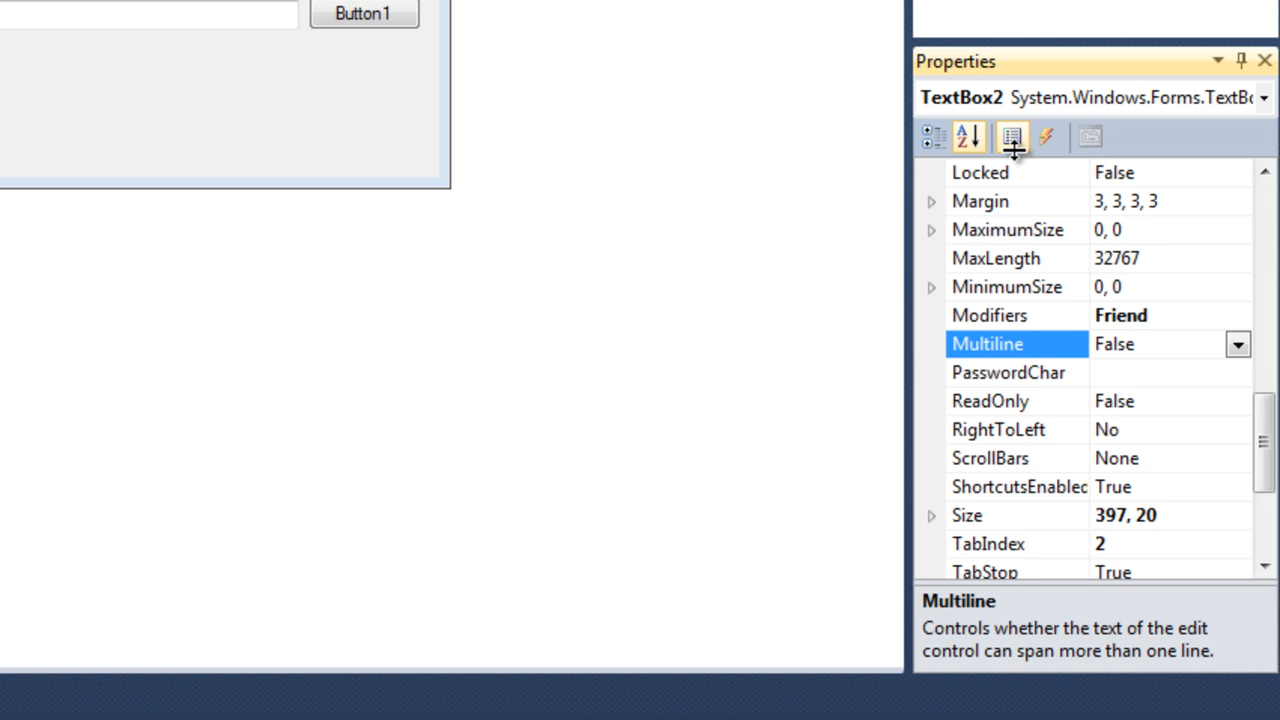 Button1
Properties
TextBox2 System.Windows.Forms.TextBo
Locked False
Margin 3, 3, 3, 3
MaximumSize 0, 0
MaxLength 32767
MinimumSize 0, 0
Modifiers Friend
Multiline False
PasswordChar
ReadOnly False
RightToLeft No
ScrollBars None
ShortcutsEnabled True
Size 397, 20
TabIndex 2
TabStop True
Multiline
Controls whether the text of the edit
control can span more than one line.